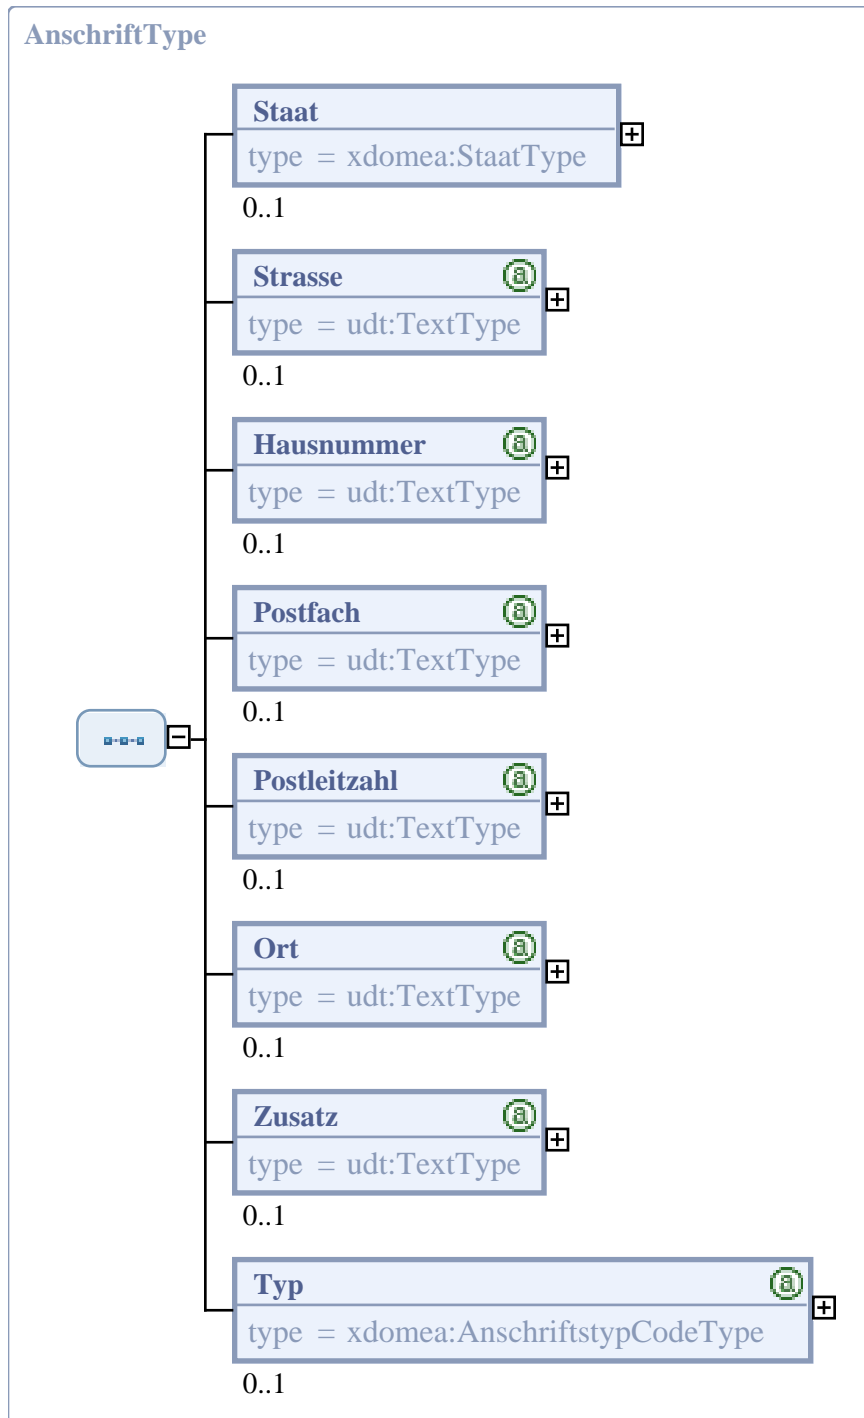 AnschriftType
Staat
type = xdomea:StaatType
0..1
Strasse @
type = udt:TextType
0..1
Hausnummer @
type = udt:TextType
0..1
Postfach @
type = udt:TextType
0..1
Postleitzahl @
type = udt:TextType
0..1
Ort @
type = udt:TextType
0..1
Zusatz @
type = udt:TextType
0..1
Typ @
type = xdomea:AnschriftstypCodeType
0..1